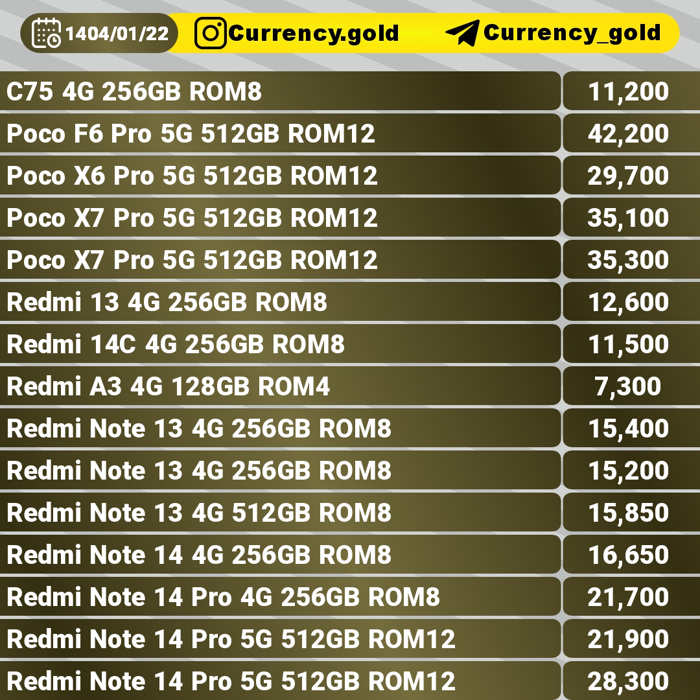 1404/01/22 Currency.gold Currency_gold
C75 4G 256GB ROM8 11,200
Poco F6 Pro 5G 512GB ROM12 42,200
Poco X6 Pro 5G 512GB ROM12 29,700
Poco X7 Pro 5G 512GB ROM12 35,100
Poco X7 Pro 5G 512GB ROM12 35,300
Redmi 13 4G 256GB ROM8 12,600
Redmi 14C 4G 256GB ROM8 11,500
Redmi A3 4G 128GB ROM4 7,300
Redmi Note 13 4G 256GB ROM8 15,400
Redmi Note 13 4G 256GB ROM8 15,200
Redmi Note 13 4G 512GB ROM8 15,850
Redmi Note 14 4G 256GB ROM8 16,650
Redmi Note 14 Pro 4G 256GB ROM8 21,700
Redmi Note 14 Pro 5G 512GB ROM12 21,900
Redmi Note 14 Pro 5G 512GB ROM12 28,300